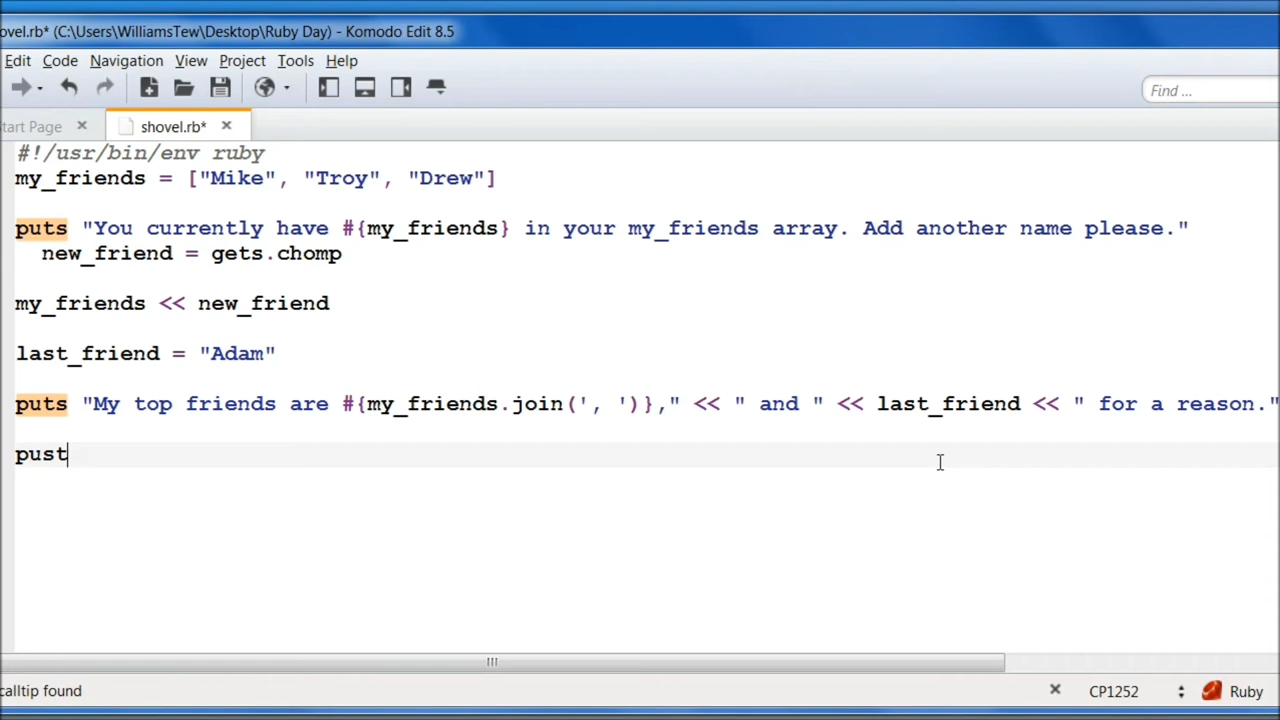 ovel.rb* (C:\Users\WilliamsTew\Desktop\Ruby Day) - Komodo Edit 8.5
Edit Code Navigation View Project Tools Help
Find ...
tart Page shovel.rb*
#!/usr/bin/env ruby
my_friends = ["Mike", "Troy", "Drew"]
puts "You currently have #{my_friends} in your my_friends array. Add another name please."
new_friend = gets.chomp
my_friends << new_friend
last_friend = "Adam"
puts "My top friends are #{my_friends.join(', ')}," << " and " << last_friend << " for a reason."
pust
calltip found CP1252 Ruby